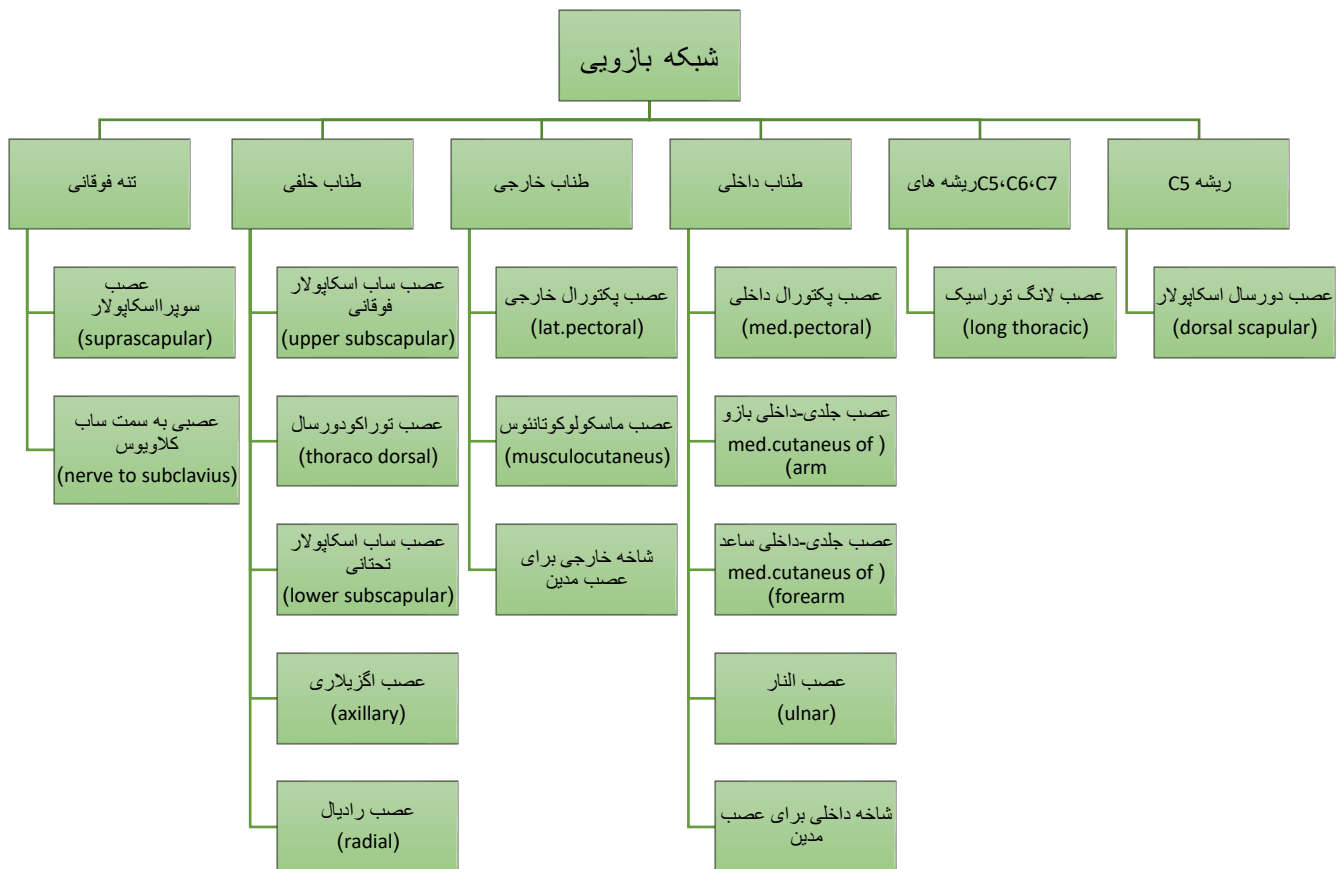 شبکه بازویی
ریشه C5
ریشه های C5،C6،C7
طناب داخلی
طناب خارجی
طناب خلفی
تنه فوقانی
عصب دورسال اسکاپولار
(dorsal scapular)
عصب لانگ توراسیک
(long thoracic)
عصب پکتورال داخلی
(med.pectoral)
عصب جلدی-داخلی بازو
med.cutaneus of )
(arm
عصب جلدی-داخلی ساعد
med.cutaneus of )
(forearm
عصب النار
(ulnar)
شاخه داخلی برای عصب
مدین
عصب پکتورال خارجی
(lat.pectoral)
عصب ماسکولوکوتانئوس
(musculocutaneus)
شاخه خارجی برای
عصب مدین
عصب ساب اسکاپولار
فوقانی
(upper subscapular)
عصب توراکودورسال
(thoraco dorsal)
عصب ساب اسکاپولار
تحتانی
(lower subscapular)
عصب اگزیلاری
(axillary)
عصب رادیال
(radial)
عصب
سوپرااسکاپولار
(suprascapular)
عصبی به سمت ساب
کلاویوس
(nerve to subclavius)